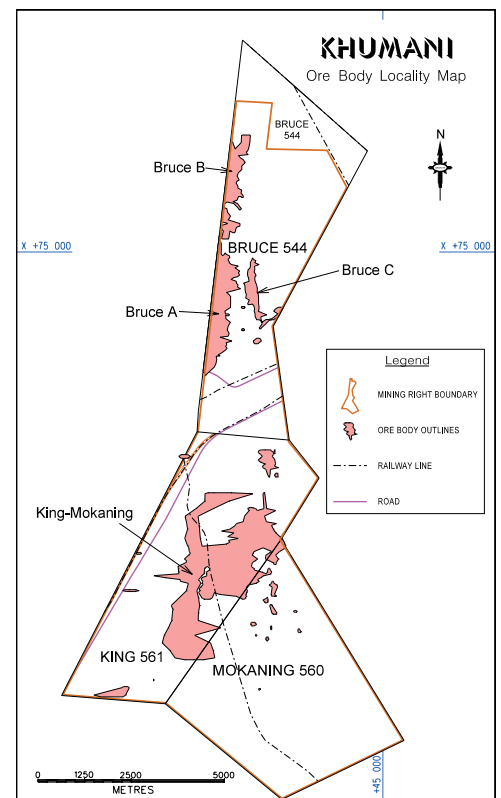 KHUMANI
Ore Body Locality Map
BRUCE
544
N
Bruce B
X +75 000
X +75 000
BRUCE 544
Bruce C
Bruce A
Legend
MINING RIGHT BOUNDARY
ORE BODY OUTLINES
RAILWAY LINE
ROAD
King-Mokaning
KING 561
MOKANING 560
0 1250 2500 5000
METRES
+45 000